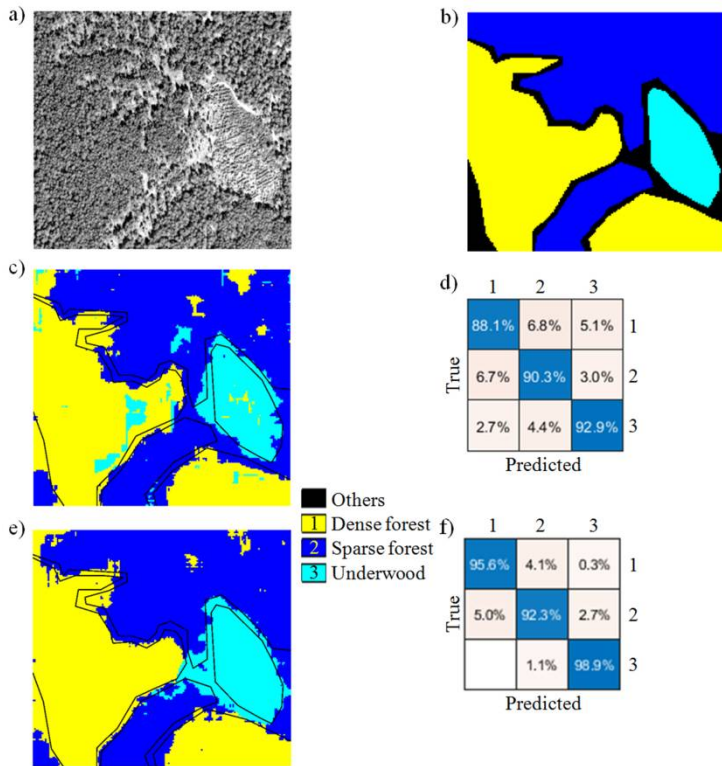 a)
b)
c)
d)
1 2 3
88.1% 6.8% 5.1% 1
6.7% 90.3% 3.0% 2
2.7% 4.4% 92.9% 3
True
Predicted
Others
1 Dense forest
2 Sparse forest
3 Underwood
e)
f)
1 2 3
95.6% 4.1% 0.3% 1
5.0% 92.3% 2.7% 2
1.1% 98.9% 3
True
Predicted